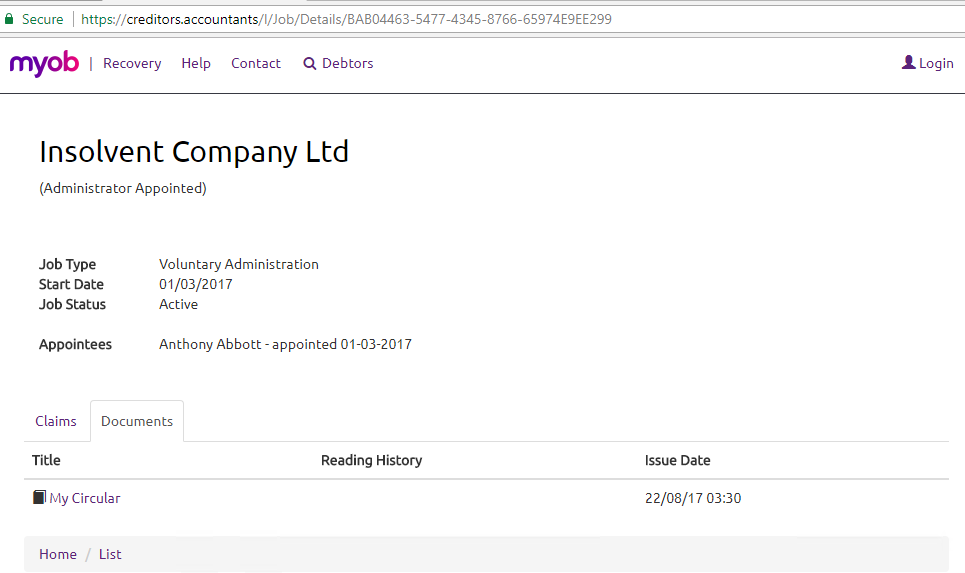 Secure | https://creditors.accountants/I/Job/Details/BAB04463-5477-4345-8766-65974E9EE299
myob | Recovery Help Contact Debtors Login
Insolvent Company Ltd
(Administrator Appointed)
Job Type Voluntary Administration
Start Date 01/03/2017
Job Status Active
Appointees Anthony Abbott - appointed 01-03-2017
Claims Documents
Title Reading History Issue Date
My Circular 22/08/17 03:30
Home / List